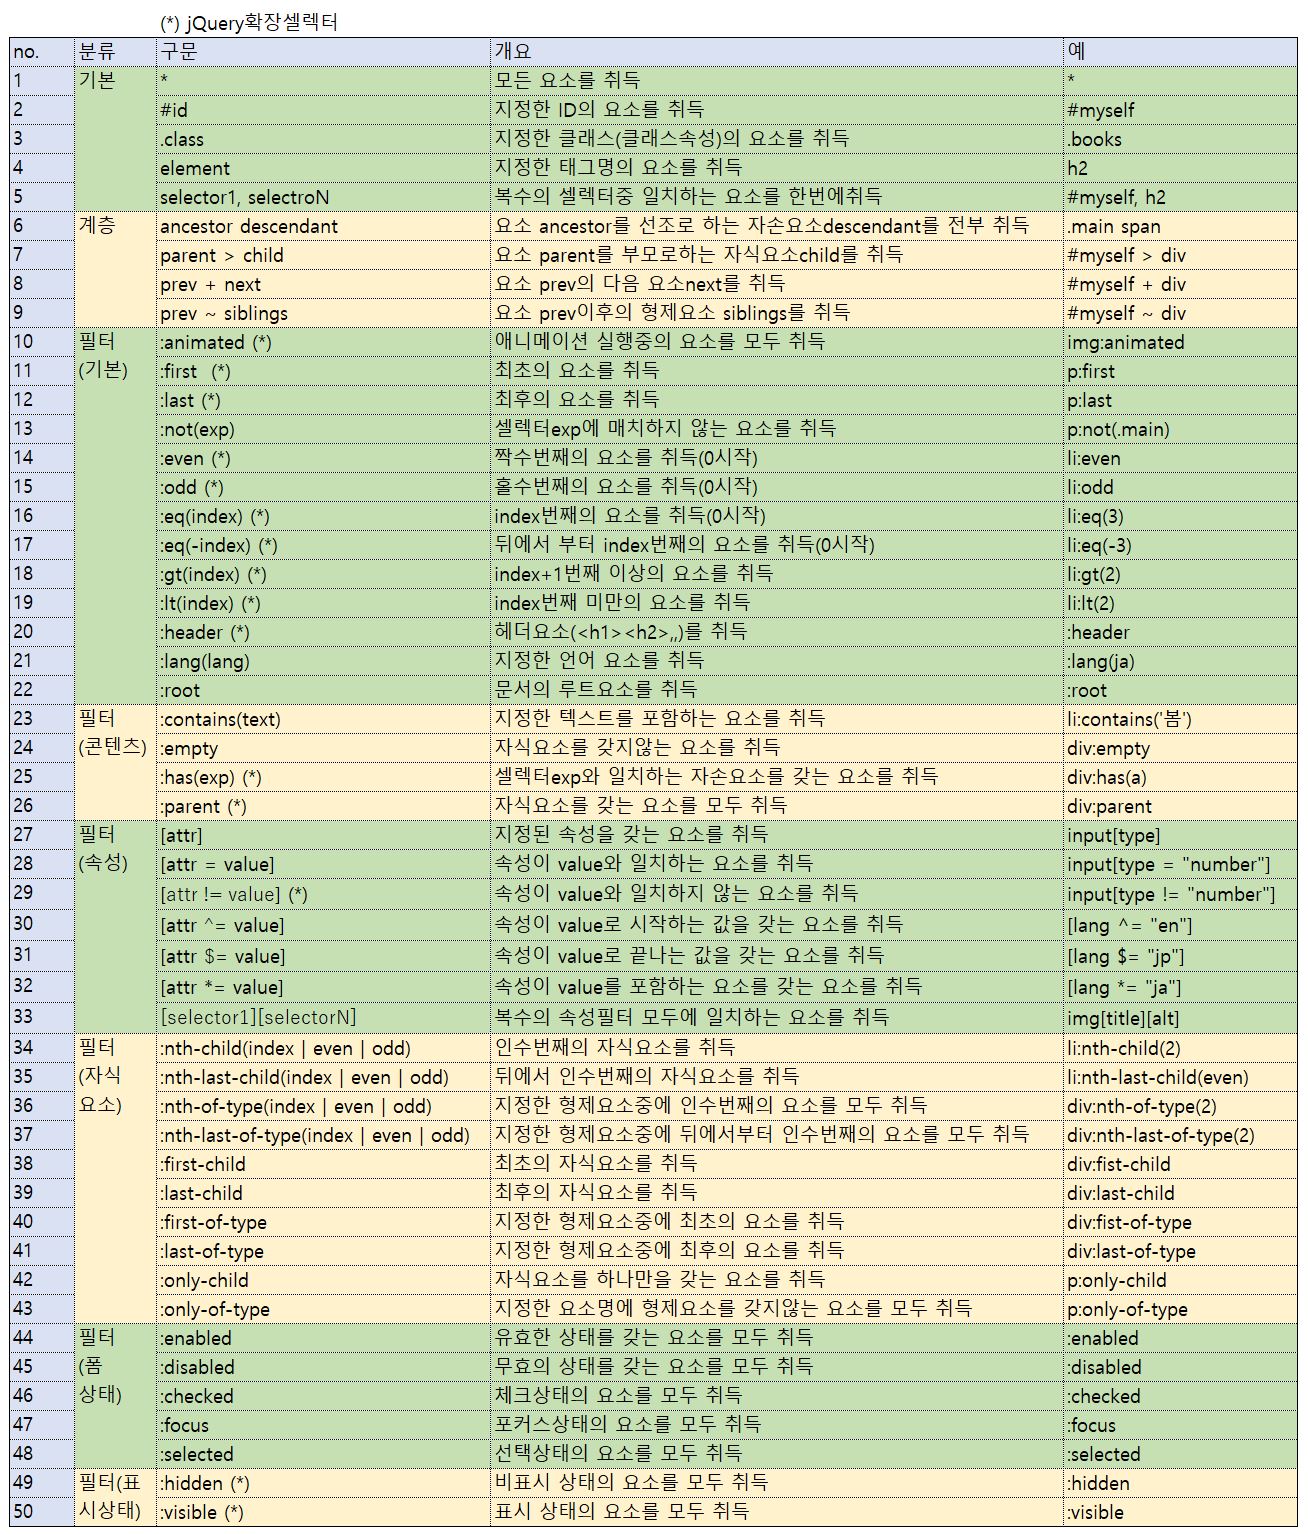 (*) jQuery확장셀렉터
no. 분류 구문 개요 예
1 기본 * 모든 요소를 취득 *
2 #id 지정한 ID의 요소를 취득 #myself
3 .class 지정한 클래스(클래스속성)의 요소를 취득 .books
4 element 지정한 태그명의 요소를 취득 h2
5 selector1, selectroN 복수의 셀렉터중 일치하는 요소를 한번에취득 #myself, h2
6 계층 ancestor descendant 요소 ancestor를 선조로 하는 자손요소descendant를 전부 취득 .main span
7 parent > child 요소 parent를 부모로하는 자식요소child를 취득 #myself > div
8 prev + next 요소 prev의 다음 요소next를 취득 #myself + div
9 prev ~ siblings 요소 prev이후의 형제요소 siblings를 취득 #myself ~ div
10 필터 :animated (*) 애니메이션 실행중의 요소를 모두 취득 img:animated
11 (기본) :first (*) 최초의 요소를 취득 p:first
12 :last (*) 최후의 요소를 취득 p:last
13 :not(exp) 셀렉터exp에 매치하지 않는 요소를 취득 p:not(.main)
14 :even (*) 짝수번째의 요소를 취득(0시작) li:even
15 :odd (*) 홀수번째의 요소를 취득(0시작) li:odd
16 :eq(index) (*) index번째의 요소를 취득(0시작) li:eq(3)
17 :eq(-index) (*) 뒤에서 부터 index번째의 요소를 취득(0시작) li:eq(-3)
18 :gt(index) (*) index+1번째 이상의 요소를 취득 li:gt(2)
19 :lt(index) (*) index번째 미만의 요소를 취득 li:lt(2)
20 :header (*) 헤더요소(<h1><h2>,,)를 취득 :header
21 :lang(lang) 지정한 언어 요소를 취득 :lang(ja)
22 :root 문서의 루트요소를 취득 :root
23 필터 :contains(text) 지정한 텍스트를 포함하는 요소를 취득 li:contains('봄')
24 (콘텐츠) :empty 자식요소를 갖지않는 요소를 취득 div:empty
25 :has(exp) (*) 셀렉터exp와 일치하는 자손요소를 갖는 요소를 취득 div:has(a)
26 :parent (*) 자식요소를 갖는 요소를 모두 취득 div:parent
27 필터 [attr] 지정된 속성을 갖는 요소를 취득 input[type]
28 (속성) [attr = value] 속성이 value와 일치하는 요소를 취득 input[type = "number"]
29 [attr != value] (*) 속성이 value와 일치하지 않는 요소를 취득 input[type != "number"]
30 [attr ^= value] 속성이 value로 시작하는 값을 갖는 요소를 취득 [lang ^= "en"]
31 [attr $= value] 속성이 value로 끝나는 값을 갖는 요소를 취득 [lang $= "jp"]
32 [attr *= value] 속성이 value를 포함하는 요소를 갖는 요소를 취득 [lang *= "ja"]
33 [selector1][selectorN] 복수의 속성필터 모두에 일치하는 요소를 취득 img[title][alt]
34 필터 :nth-child(index | even | odd) 인수번째의 자식요소를 취득 li:nth-child(2)
35 (자식 :nth-last-child(index | even | odd) 뒤에서 인수번째의 자식요소를 취득 li:nth-last-child(even)
36 요소) :nth-of-type(index | even | odd) 지정한 형제요소중에 인수번째의 요소를 모두 취득 div:nth-of-type(2)
37 :nth-last-of-type(index | even | odd) 지정한 형제요소중에 뒤에서부터 인수번째의 요소를 모두 취득 div:nth-last-of-type(2)
38 :first-child 최초의 자식요소를 취득 div:fist-child
39 :last-child 최후의 자식요소를 취득 div:last-child
40 :first-of-type 지정한 형제요소중에 최초의 요소를 취득 div:fist-of-type
41 :last-of-type 지정한 형제요소중에 최후의 요소를 취득 div:last-of-type
42 :only-child 자식요소를 하나만을 갖는 요소를 취득 p:only-child
43 :only-of-type 지정한 요소명에 형제요소를 갖지않는 요소를 모두 취득 p:only-of-type
44 필터 :enabled 유효한 상태를 갖는 요소를 모두 취득 :enabled
45 (폼 :disabled 무효의 상태를 갖는 요소를 모두 취득 :disabled
46 상태) :checked 체크상태의 요소를 모두 취득 :checked
47 :focus 포커스상태의 요소를 모두 취득 :focus
48 :selected 선택상태의 요소를 모두 취득 :selected
49 필터(표 :hidden (*) 비표시 상태의 요소를 모두 취득 :hidden
50 시상태) :visible (*) 표시 상태의 요소를 모두 취득 :visible